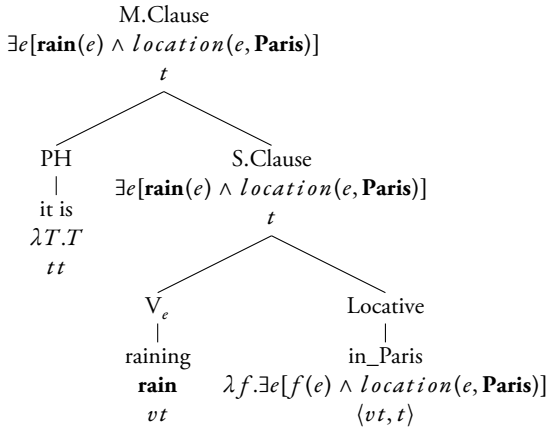 M.Clause
∃e[rain(e) ∧ location(e, Paris)]
t
PH
S.Clause
it is
∃e[rain(e) ∧ location(e, Paris)]
λT.T
t
tt
V_e
Locative
raining
in_Paris
rain
λf.∃e[f(e) ∧ location(e, Paris)]
vt
⟨vt, t⟩